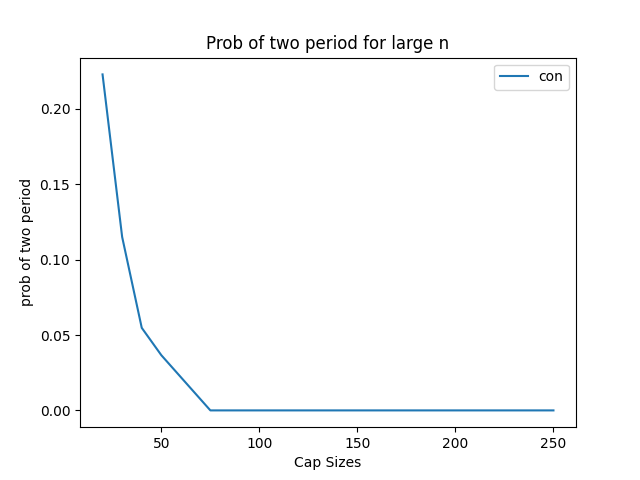 Prob of two period for large n
con
prob of two period
0.20
0.15
0.10
0.05
0.00
50 100 150 200 250
Cap Sizes